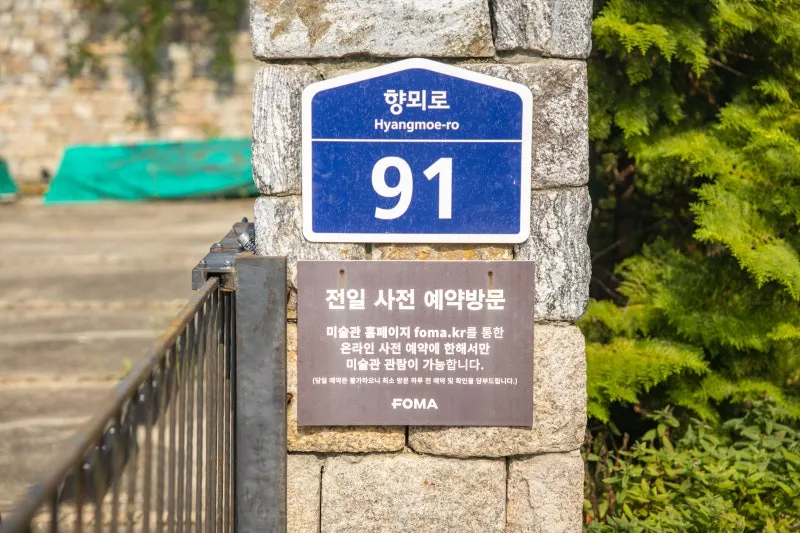 향뫼로
Hyangmoe-ro
91
전일 사전 예약방문
미술관 홈페이지 foma.kr를 통한
온라인 사전 예약에 한해서만
미술관 관람이 가능합니다.
(당일 예약은 불가하오니 최소 방문 하루 전 예약 및 확인을 당부드립니다.)
FOMA